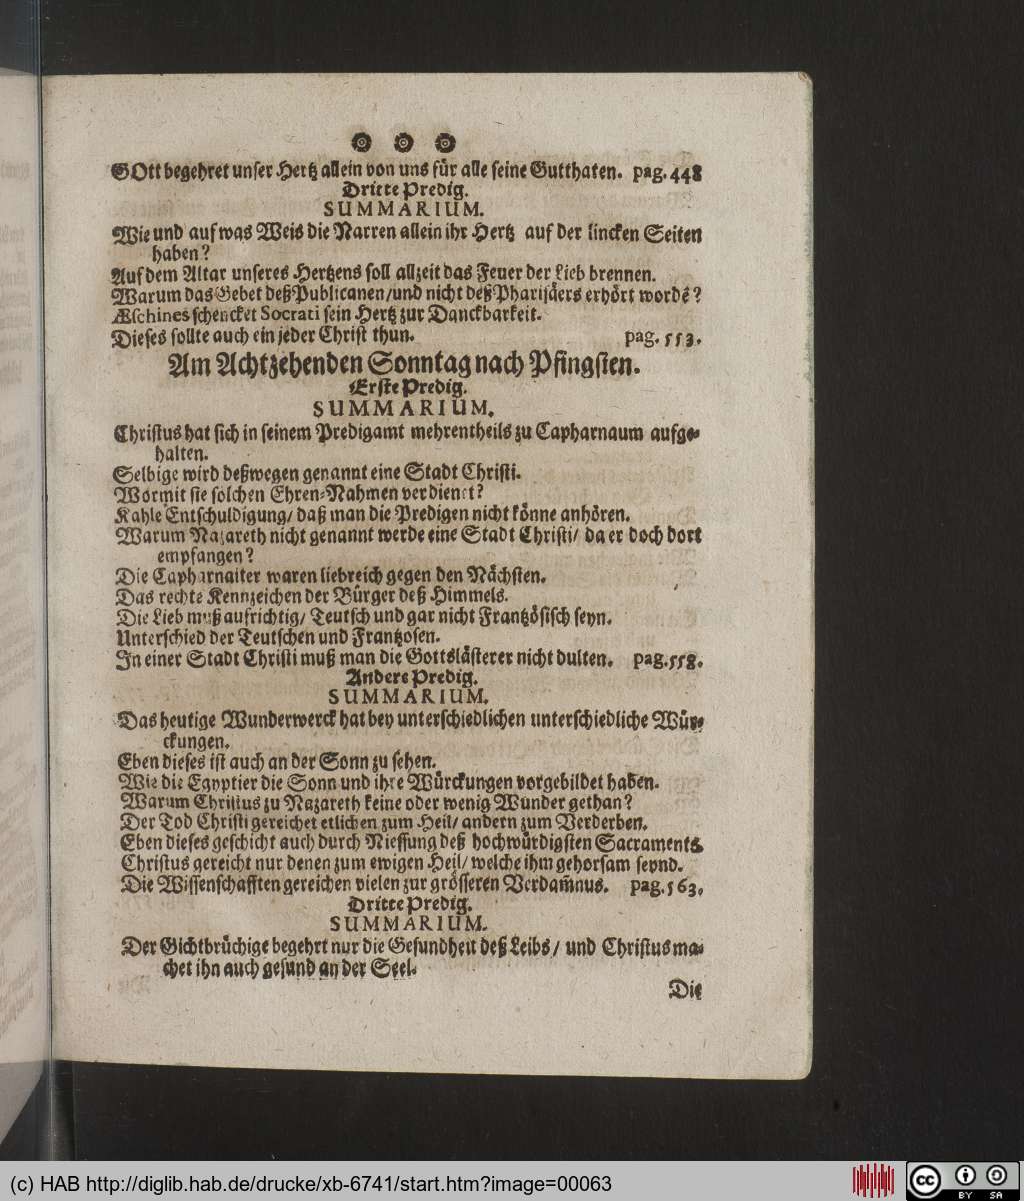 GOtt begehret unser Hertz allein von uns für alle seine Gutthaten. pag. 448
Dritte Predig.
SUMMARIUM.
Wie und auf was Weis die Narren allein ihr Hertz auf der lincken Seiten
haben?
Auf dem Altar unseres Hertzens soll allzeit das Feuer der Lieb brennen.
Warum das Gebet deß Publicanen/ und nicht deß Pharisäers erhört wordē?
Æschines schencket Socrati sein Hertz zur Danckbarkeit.
Dieses sollte auch ein jeder Christ thun. pag. 553.
Am Achtzehenden Sonntag nach Pfingsten.
Erste Predig.
SUMMARIUM.
Christus hat sich in seinem Predigamt mehrentheils zu Capharnaum aufge-
halten.
Selbige wird deßwegen genannt eine Stadt Christi.
Wormit sie solchen Ehren-Nahmen verdienet?
Kahle Entschuldigung/ daß man die Predigen nicht könne anhören.
Warum Nazareth nicht genannt werde eine Stadt Christi/ da er doch dort
empfangen?
Die Capharnaiter waren liebreich gegen den Nächsten.
Das rechte Kennzeichen der Bürger deß Himmels.
Die Lieb muß aufrichtig/ Teutsch und gar nicht Frantzösisch seyn.
Unterschied der Teutschen und Frantzosen.
In einer Stadt Christi muß man die Gottslästerer nicht dulten. pag. 558.
Andere Predig.
SUMMARIUM.
Das heutige Wunderwerck hat bey unterschiedlichen unterschiedliche Wür-
ckungen.
Eben dieses ist auch an der Sonn zu sehen.
Wie die Egyptier die Sonn und ihre Würckungen vorgebildet haben.
Warum Christus zu Nazareth keine oder wenig Wunder gethan?
Der Tod Christi gereichet etlichen zum Heil/ andern zum Verderben.
Eben dieses geschicht auch durch Niessung deß hochwürdigsten Sacraments.
Christus gereicht nur denen zum ewigen Heil/ welche ihm gehorsam seynd.
Die Wissenschafften gereichen vielen zur grösseren Verdam̄nus. pag. 563.
Dritte Predig.
SUMMARIUM.
Der Gichtbrüchige begehrt nur die Gesundheit deß Leibs/ und Christus ma-
chet ihn auch gesund an der Seel.
Die
(c) HAB http://diglib.hab.de/drucke/xb-6741/start.htm?image=00063
cc BY SA